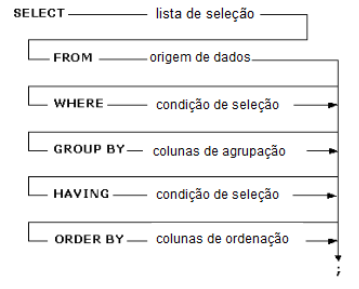 SELECT lista de seleção
FROM origem de dados
WHERE condição de seleção
GROUP BY colunas de agrupação
HAVING condição de seleção
ORDER BY colunas de ordenação
;